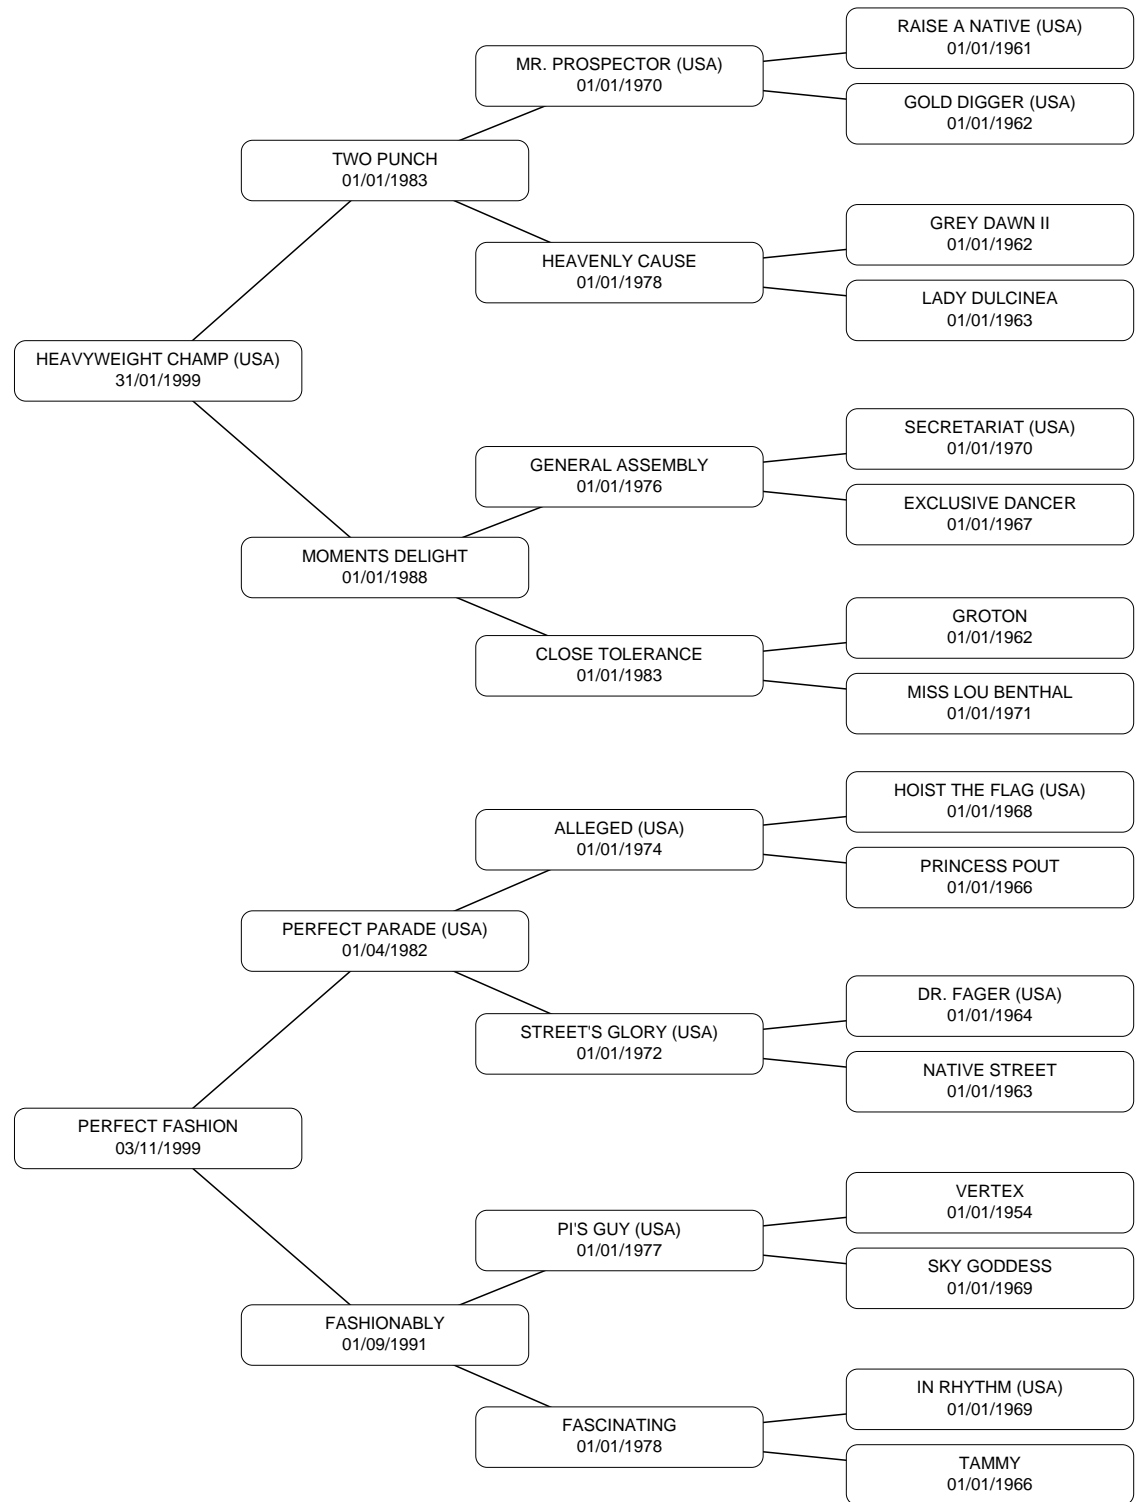 RAISE A NATIVE (USA)
01/01/1961
MR. PROSPECTOR (USA)
01/01/1970
GOLD DIGGER (USA)
01/01/1962
TWO PUNCH
01/01/1983
GREY DAWN II
01/01/1962
HEAVENLY CAUSE
01/01/1978
LADY DULCINEA
01/01/1963
HEAVYWEIGHT CHAMP (USA)
31/01/1999
SECRETARIAT (USA)
01/01/1970
GENERAL ASSEMBLY
01/01/1976
EXCLUSIVE DANCER
01/01/1967
MOMENTS DELIGHT
01/01/1988
GROTON
01/01/1962
CLOSE TOLERANCE
01/01/1983
MISS LOU BENTHAL
01/01/1971
HOIST THE FLAG (USA)
01/01/1968
ALLEGED (USA)
01/01/1974
PRINCESS POUT
01/01/1966
PERFECT PARADE (USA)
01/04/1982
DR. FAGER (USA)
01/01/1964
STREET'S GLORY (USA)
01/01/1972
NATIVE STREET
01/01/1963
PERFECT FASHION
03/11/1999
VERTEX
01/01/1954
PI'S GUY (USA)
01/01/1977
SKY GODDESS
01/01/1969
FASHIONABLY
01/09/1991
IN RHYTHM (USA)
01/01/1969
FASCINATING
01/01/1978
TAMMY
01/01/1966